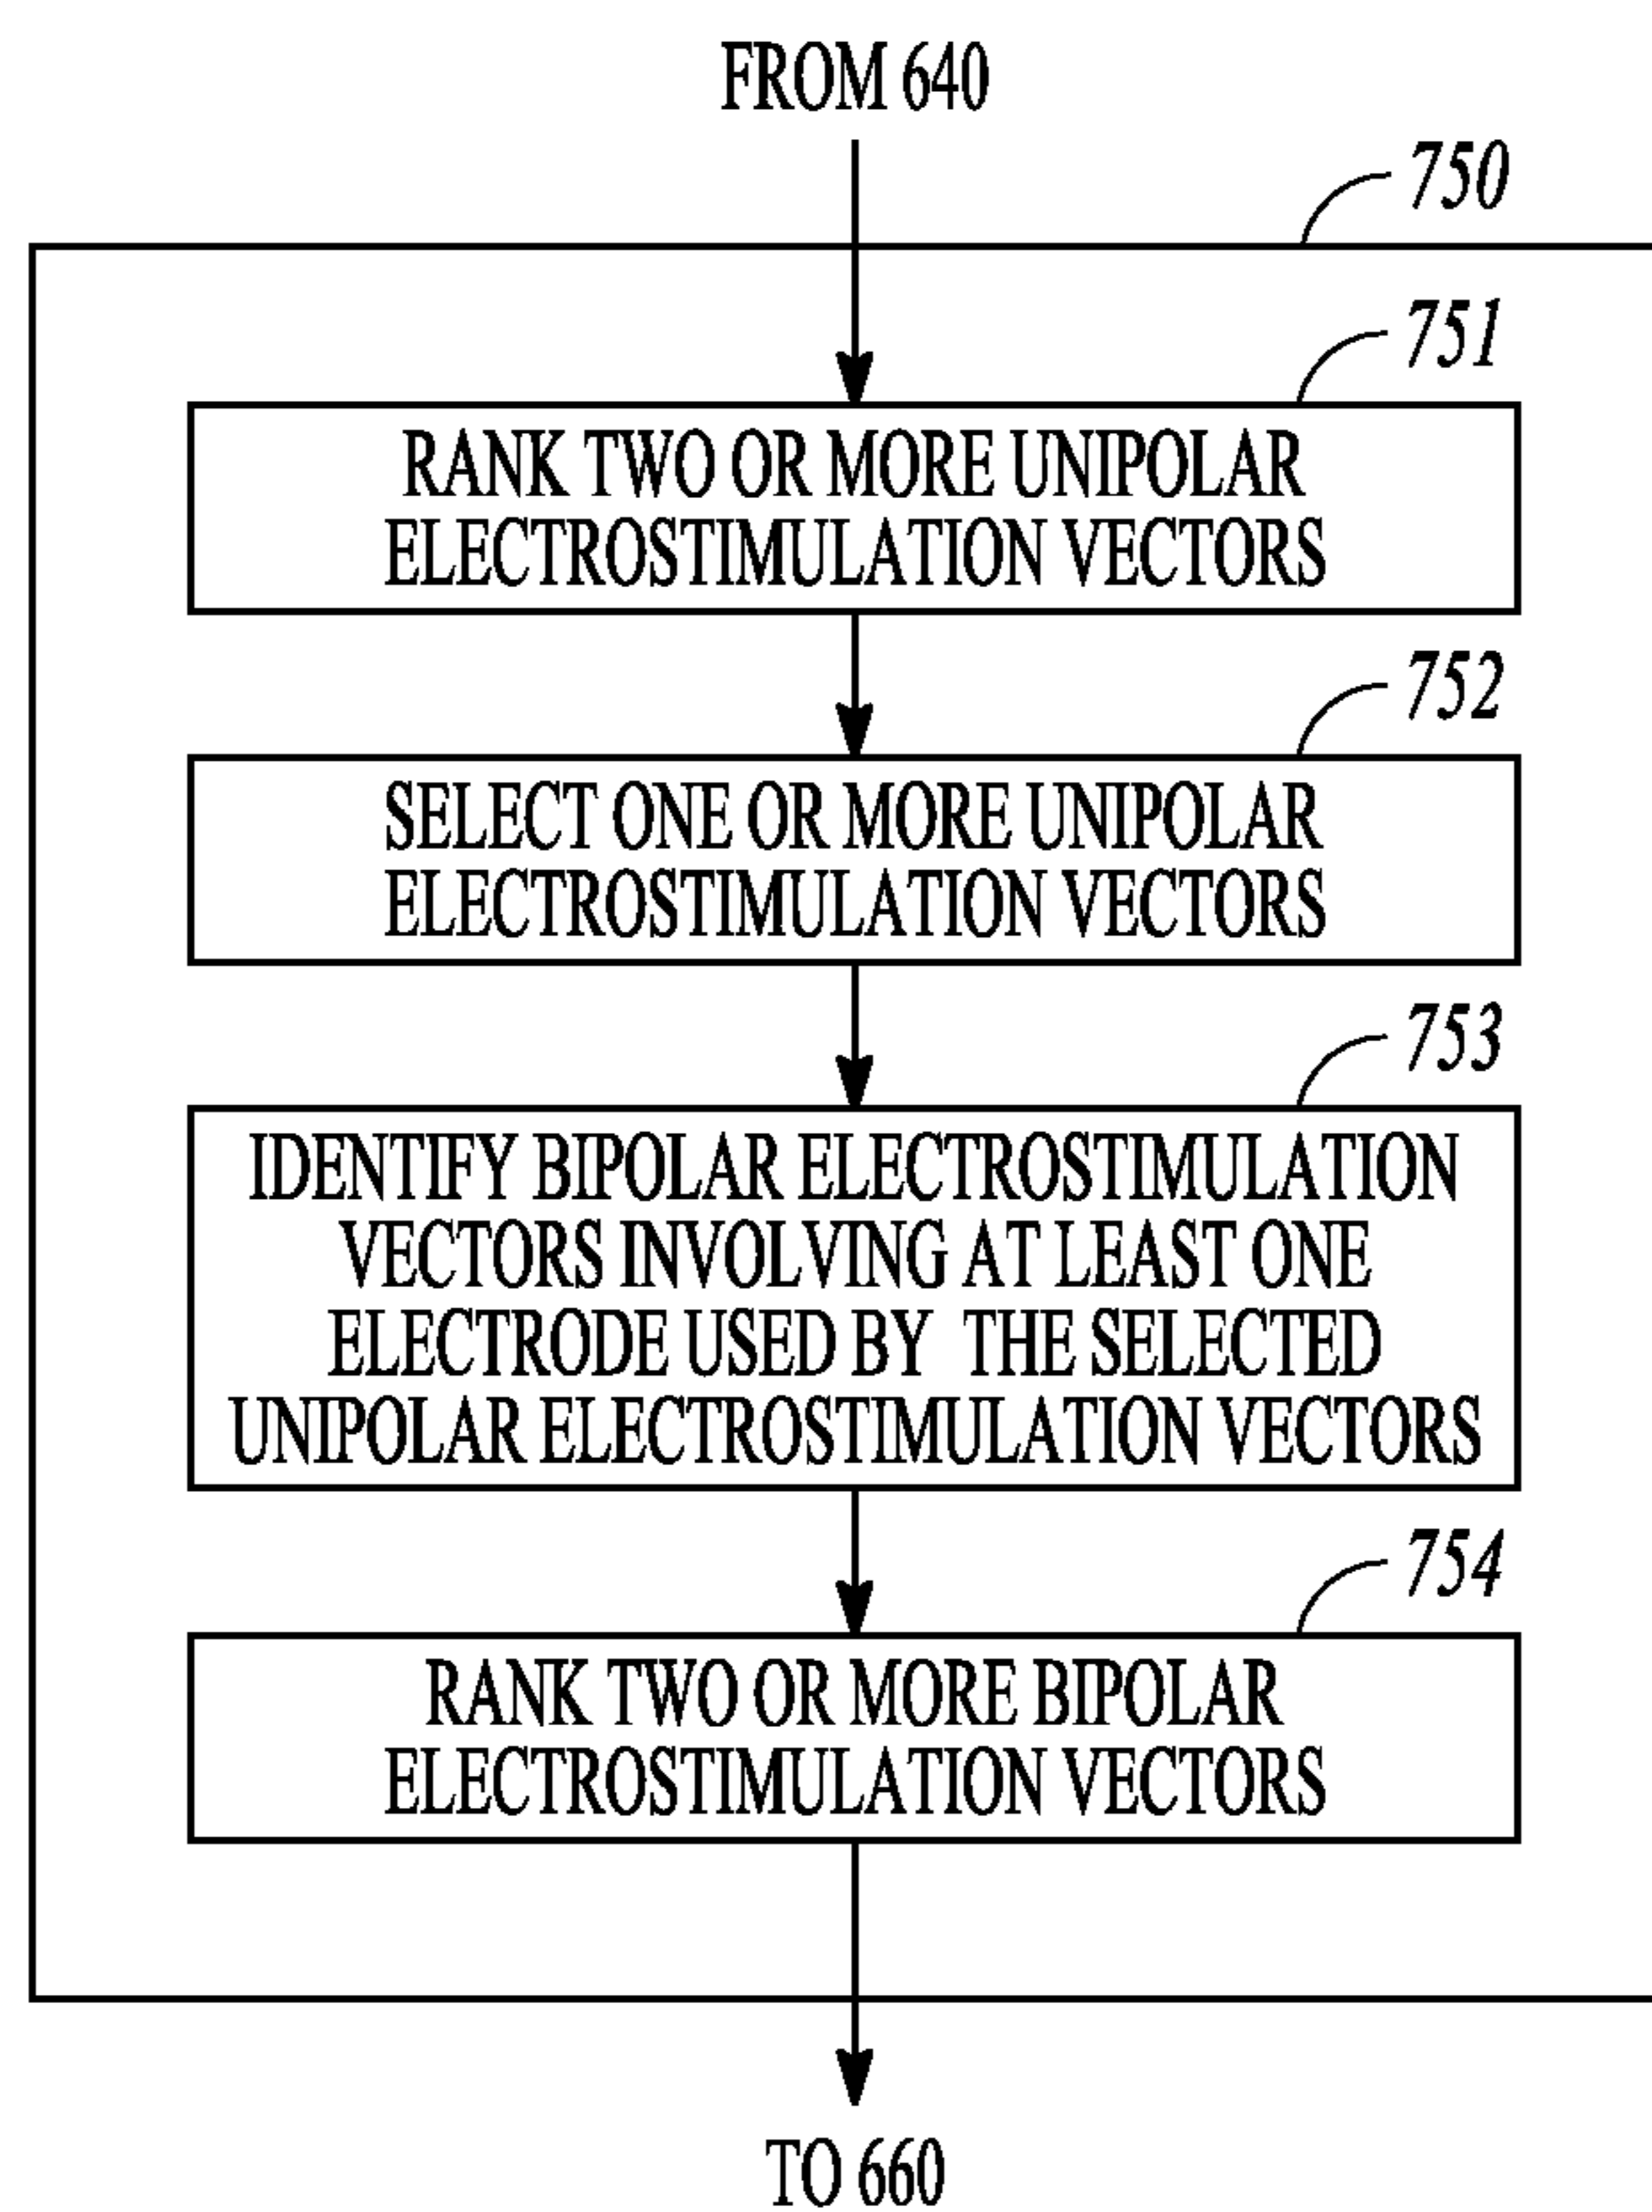 FROM 640
750
751
RANK TWO OR MORE UNIPOLAR
ELECTROSTIMULATION VECTORS
752
SELECT ONE OR MORE UNIPOLAR
ELECTROSTIMULATION VECTORS
753
IDENTIFY BIPOLAR ELECTROSTIMULATION
VECTORS INVOLVING AT LEAST ONE
ELECTRODE USED BY THE SELECTED
UNIPOLAR ELECTROSTIMULATION VECTORS
754
RANK TWO OR MORE BIPOLAR
ELECTROSTIMULATION VECTORS
TO 660